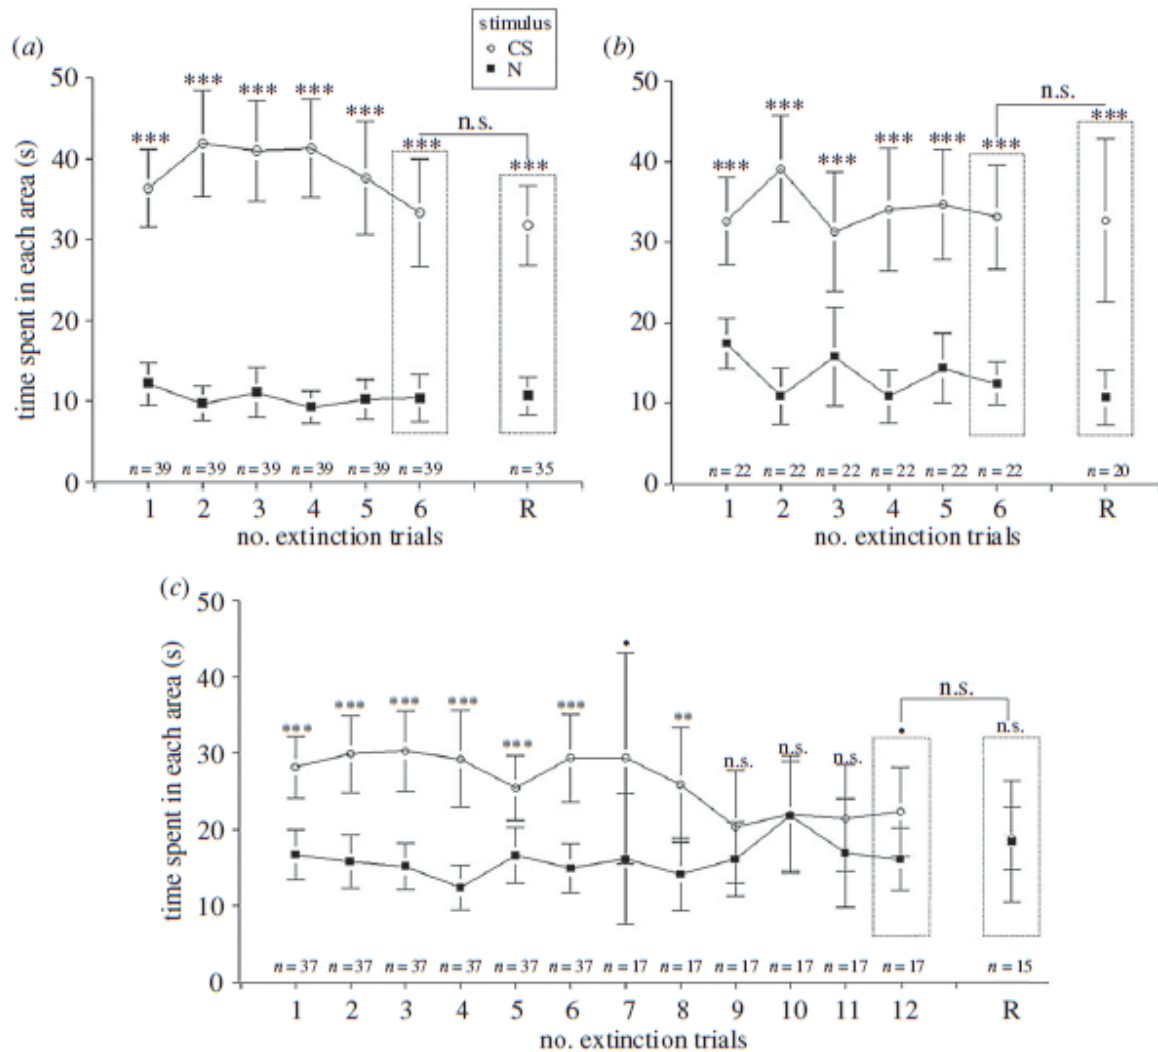 stimulus
CS
N
(a)
50
40
30
20
10
0
time spent in each area (s)
***
***
***
***
***
***
n.s.
***
n = 39
n = 39
n = 39
n = 39
n = 39
n = 39
n = 35
1 2 3 4 5 6 R
no. extinction trials
(b)
50
40
30
20
10
0
***
***
***
***
***
***
n.s.
***
n = 22
n = 22
n = 22
n = 22
n = 22
n = 22
n = 20
1 2 3 4 5 6 R
no. extinction trials
(c)
50
40
30
20
10
0
time spent in each area (s)
***
***
***
***
***
***
•
**
n.s.
n.s.
n.s.
•
n.s.
n.s.
n = 37
n = 37
n = 37
n = 37
n = 37
n = 37
n = 17
n = 17
n = 17
n = 17
n = 17
n = 17
n = 15
1 2 3 4 5 6 7 8 9 10 11 12 R
no. extinction trials